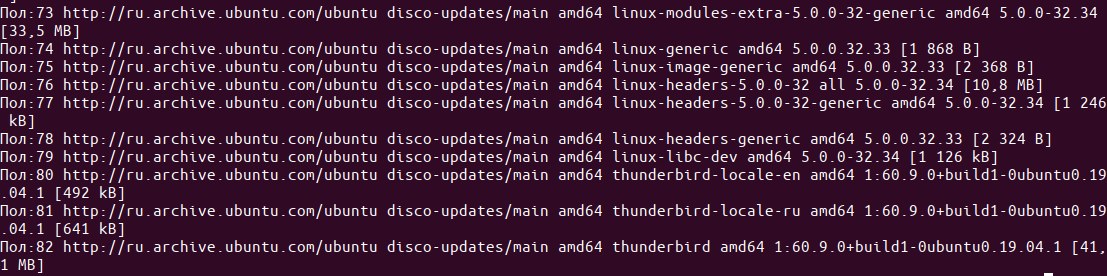 Пол:73 http://ru.archive.ubuntu.com/ubuntu disco-updates/main amd64 linux-modules-extra-5.0.0-32-generic amd64 5.0.0-32.34
[33,5 MB]
Пол:74 http://ru.archive.ubuntu.com/ubuntu disco-updates/main amd64 linux-generic amd64 5.0.0.32.33 [1 868 B]
Пол:75 http://ru.archive.ubuntu.com/ubuntu disco-updates/main amd64 linux-image-generic amd64 5.0.0.32.33 [2 368 B]
Пол:76 http://ru.archive.ubuntu.com/ubuntu disco-updates/main amd64 linux-headers-5.0.0-32 all 5.0.0-32.34 [10,8 MB]
Пол:77 http://ru.archive.ubuntu.com/ubuntu disco-updates/main amd64 linux-headers-5.0.0-32-generic amd64 5.0.0-32.34 [1 246
kB]
Пол:78 http://ru.archive.ubuntu.com/ubuntu disco-updates/main amd64 linux-headers-generic amd64 5.0.0.32.33 [2 324 B]
Пол:79 http://ru.archive.ubuntu.com/ubuntu disco-updates/main amd64 linux-libc-dev amd64 5.0.0-32.34 [1 126 kB]
Пол:80 http://ru.archive.ubuntu.com/ubuntu disco-updates/main amd64 thunderbird-locale-en amd64 1:60.9.0+build1-0ubuntu0.19
.04.1 [492 kB]
Пол:81 http://ru.archive.ubuntu.com/ubuntu disco-updates/main amd64 thunderbird-locale-ru amd64 1:60.9.0+build1-0ubuntu0.19
.04.1 [641 kB]
Пол:82 http://ru.archive.ubuntu.com/ubuntu disco-updates/main amd64 thunderbird amd64 1:60.9.0+build1-0ubuntu0.19.04.1 [41,
1 MB]